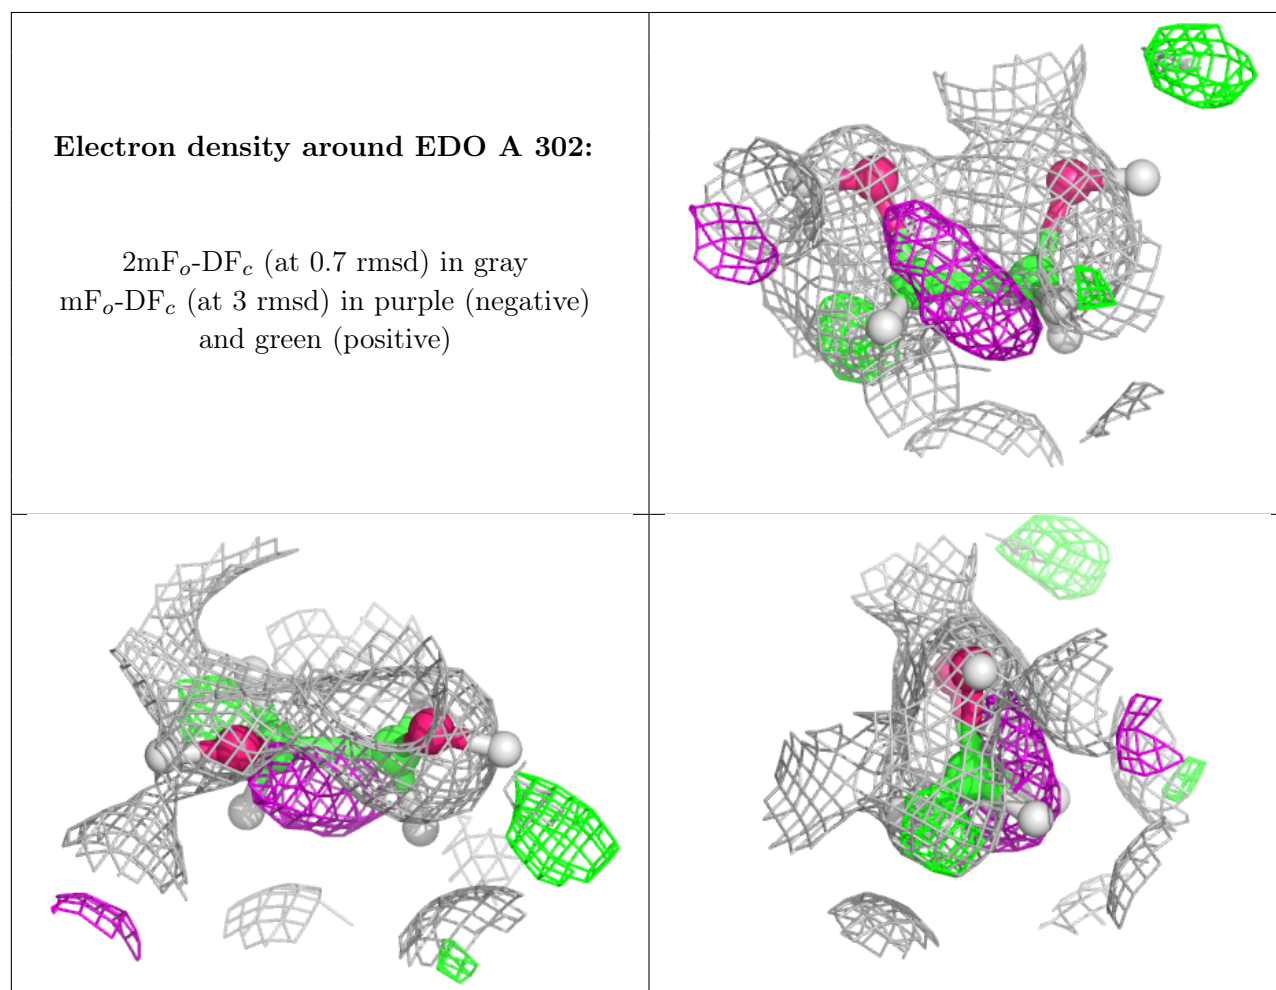 Electron density around EDO A 302:
2mFo-DFc (at 0.7 rmsd) in gray
mFo-DFc (at 3 rmsd) in purple (negative)
and green (positive)